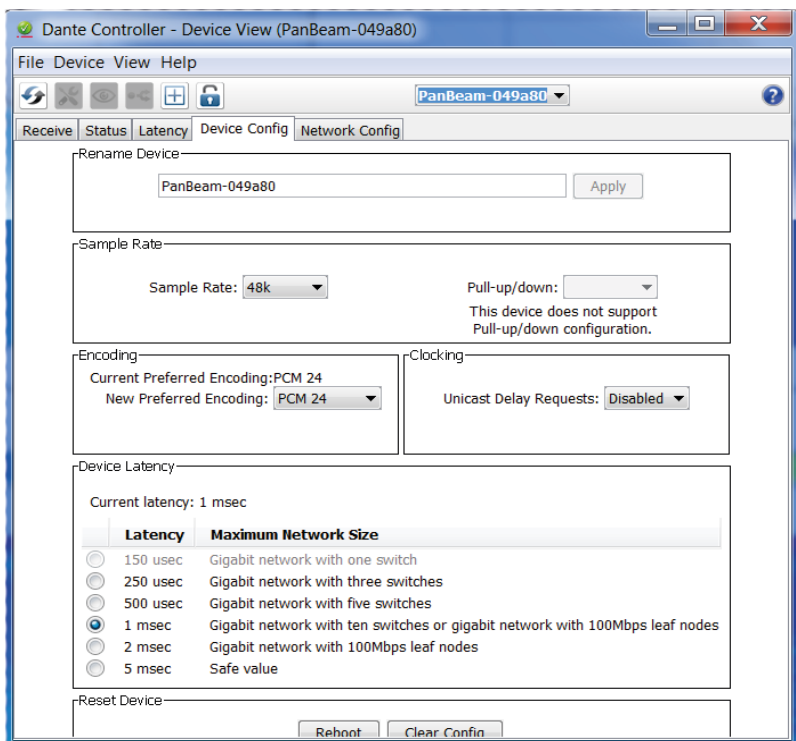 Dante Controller - Device View (PanBeam-049a80)
File Device View Help
PanBeam-049a80
?
Receive Status Latency Device Config Network Config
Rename Device
PanBeam-049a80 Apply
Sample Rate
Sample Rate: 48k Pull-up/down:
This device does not support
Pull-up/down configuration.
Encoding Clocking
Current Preferred Encoding:PCM 24
New Preferred Encoding: PCM 24 Unicast Delay Requests: Disabled
Device Latency
Current latency: 1 msec
Latency Maximum Network Size
150 usec Gigabit network with one switch
250 usec Gigabit network with three switches
500 usec Gigabit network with five switches
1 msec Gigabit network with ten switches or gigabit network with 100Mbps leaf nodes
2 msec Gigabit network with 100Mbps leaf nodes
5 msec Safe value
Reset Device
Reboot Clear Config